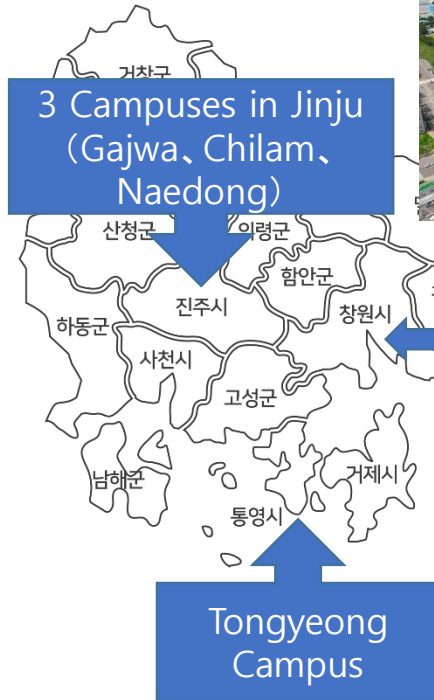 거창군
3 Campuses in Jinju
(Gajwa、Chilam、
Naedong)
산청군
의령군
함안군
진주시
창원시
하동군
사천시
고성군
남해군
거제시
통영시
Tongyeong
Campus